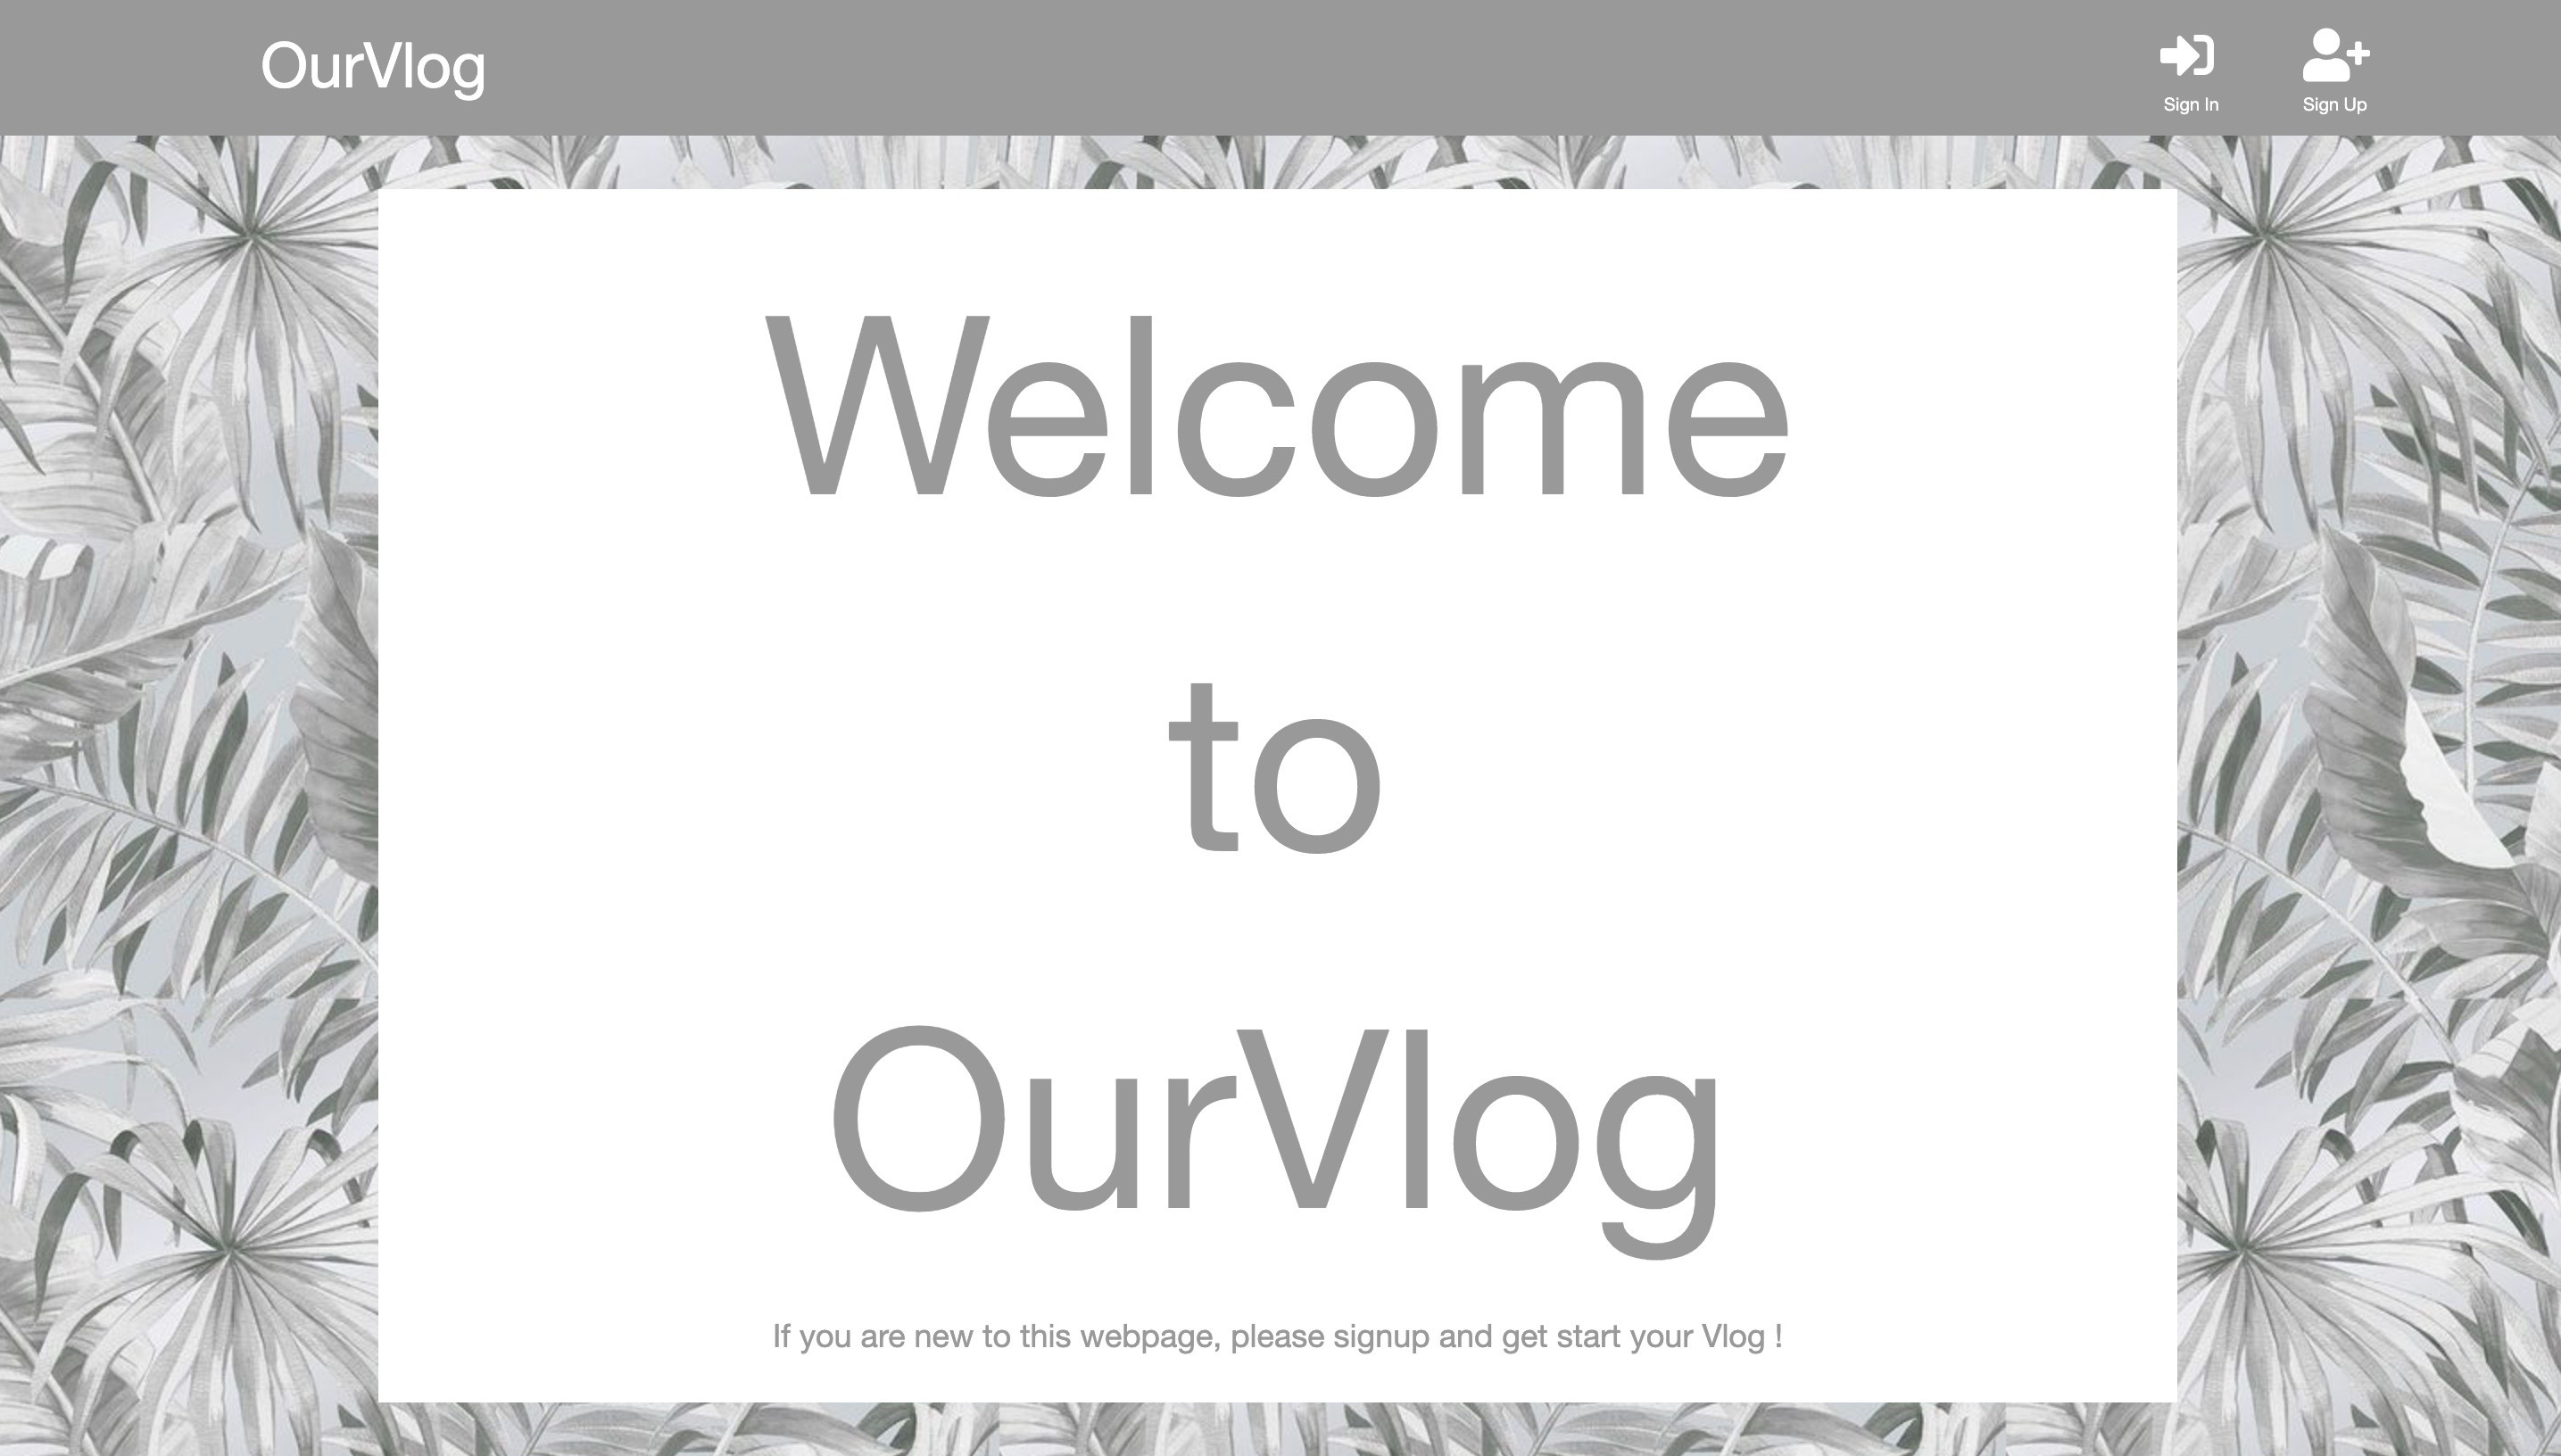 OurVlog
Sign In
Sign Up
Welcome
to
OurVlog
If you are new to this webpage, please signup and get start your Vlog !